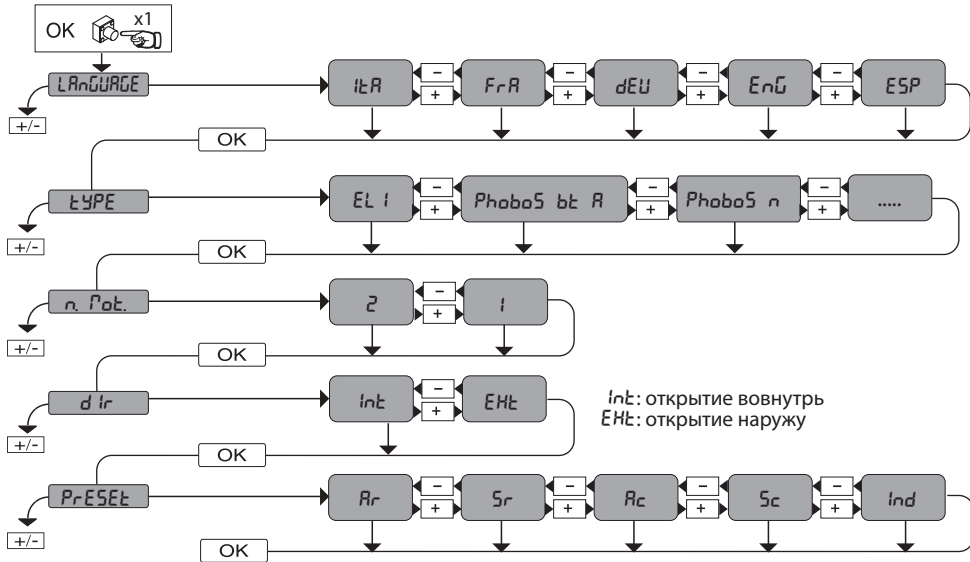 OK x1
LAnGUAGE ItA - + FrA - + dEU - + EnG - + ESP
+/-
OK
tYPE EL I - + PhoboS bt A - + PhoboS n - + .....
+/-
OK
n. Mot. 2 - + 1
+/-
OK
dIr Int - + EHt
+/-
Int: открытие вовнутрь
EHt: открытие наружу
OK
PrESEt Ar - + Sr - + Ac - + Sc - + Ind
+/-
OK